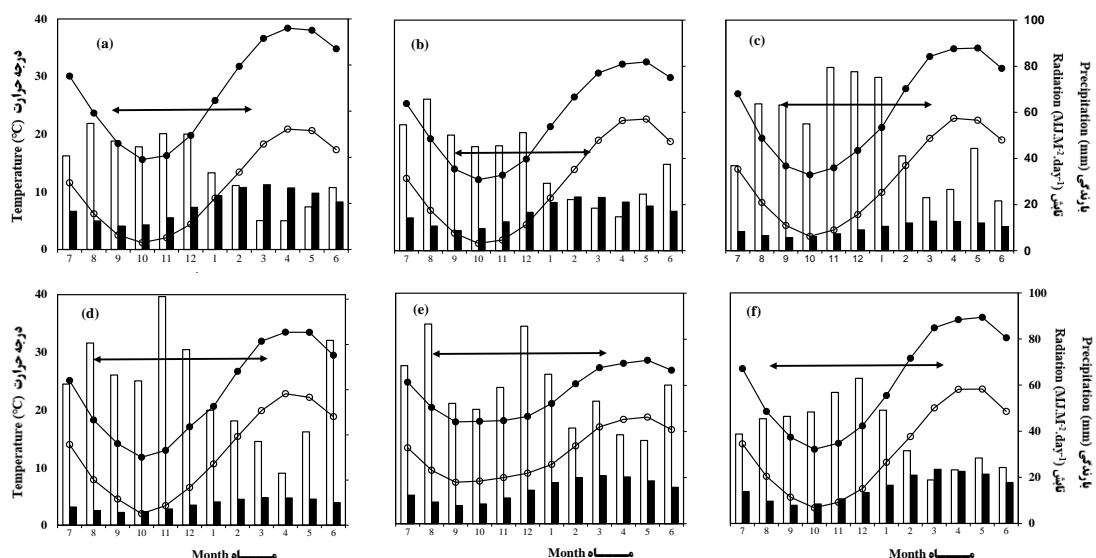 40
30
20
10
0
Temperature (°C) درجه حرارت
(a)
7 8 9 10 11 12 1 2 3 4 5 6
(b)
7 8 9 10 11 12 1 2 3 4 5 6
(c)
7 8 9 10 11 12 1 2 3 4 5 6
100
80
60
40
20
0
Precipitation (mm) بارندگی
Radiation (MJ.M⁻².day⁻¹) تابش
40
30
20
10
0
Temperature (°C) درجه حرارت
(d)
7 8 9 10 11 12 1 2 3 4 5 6
Month مـــــاه
(e)
7 8 9 10 11 12 1 2 3 4 5 6
Month مـــــاه
(f)
7 8 9 10 11 12 1 2 3 4 5 6
Month مـــــاه
100
80
60
40
20
0
Precipitation (mm) بارندگی
Radiation (MJ.M⁻².day⁻¹) تابش